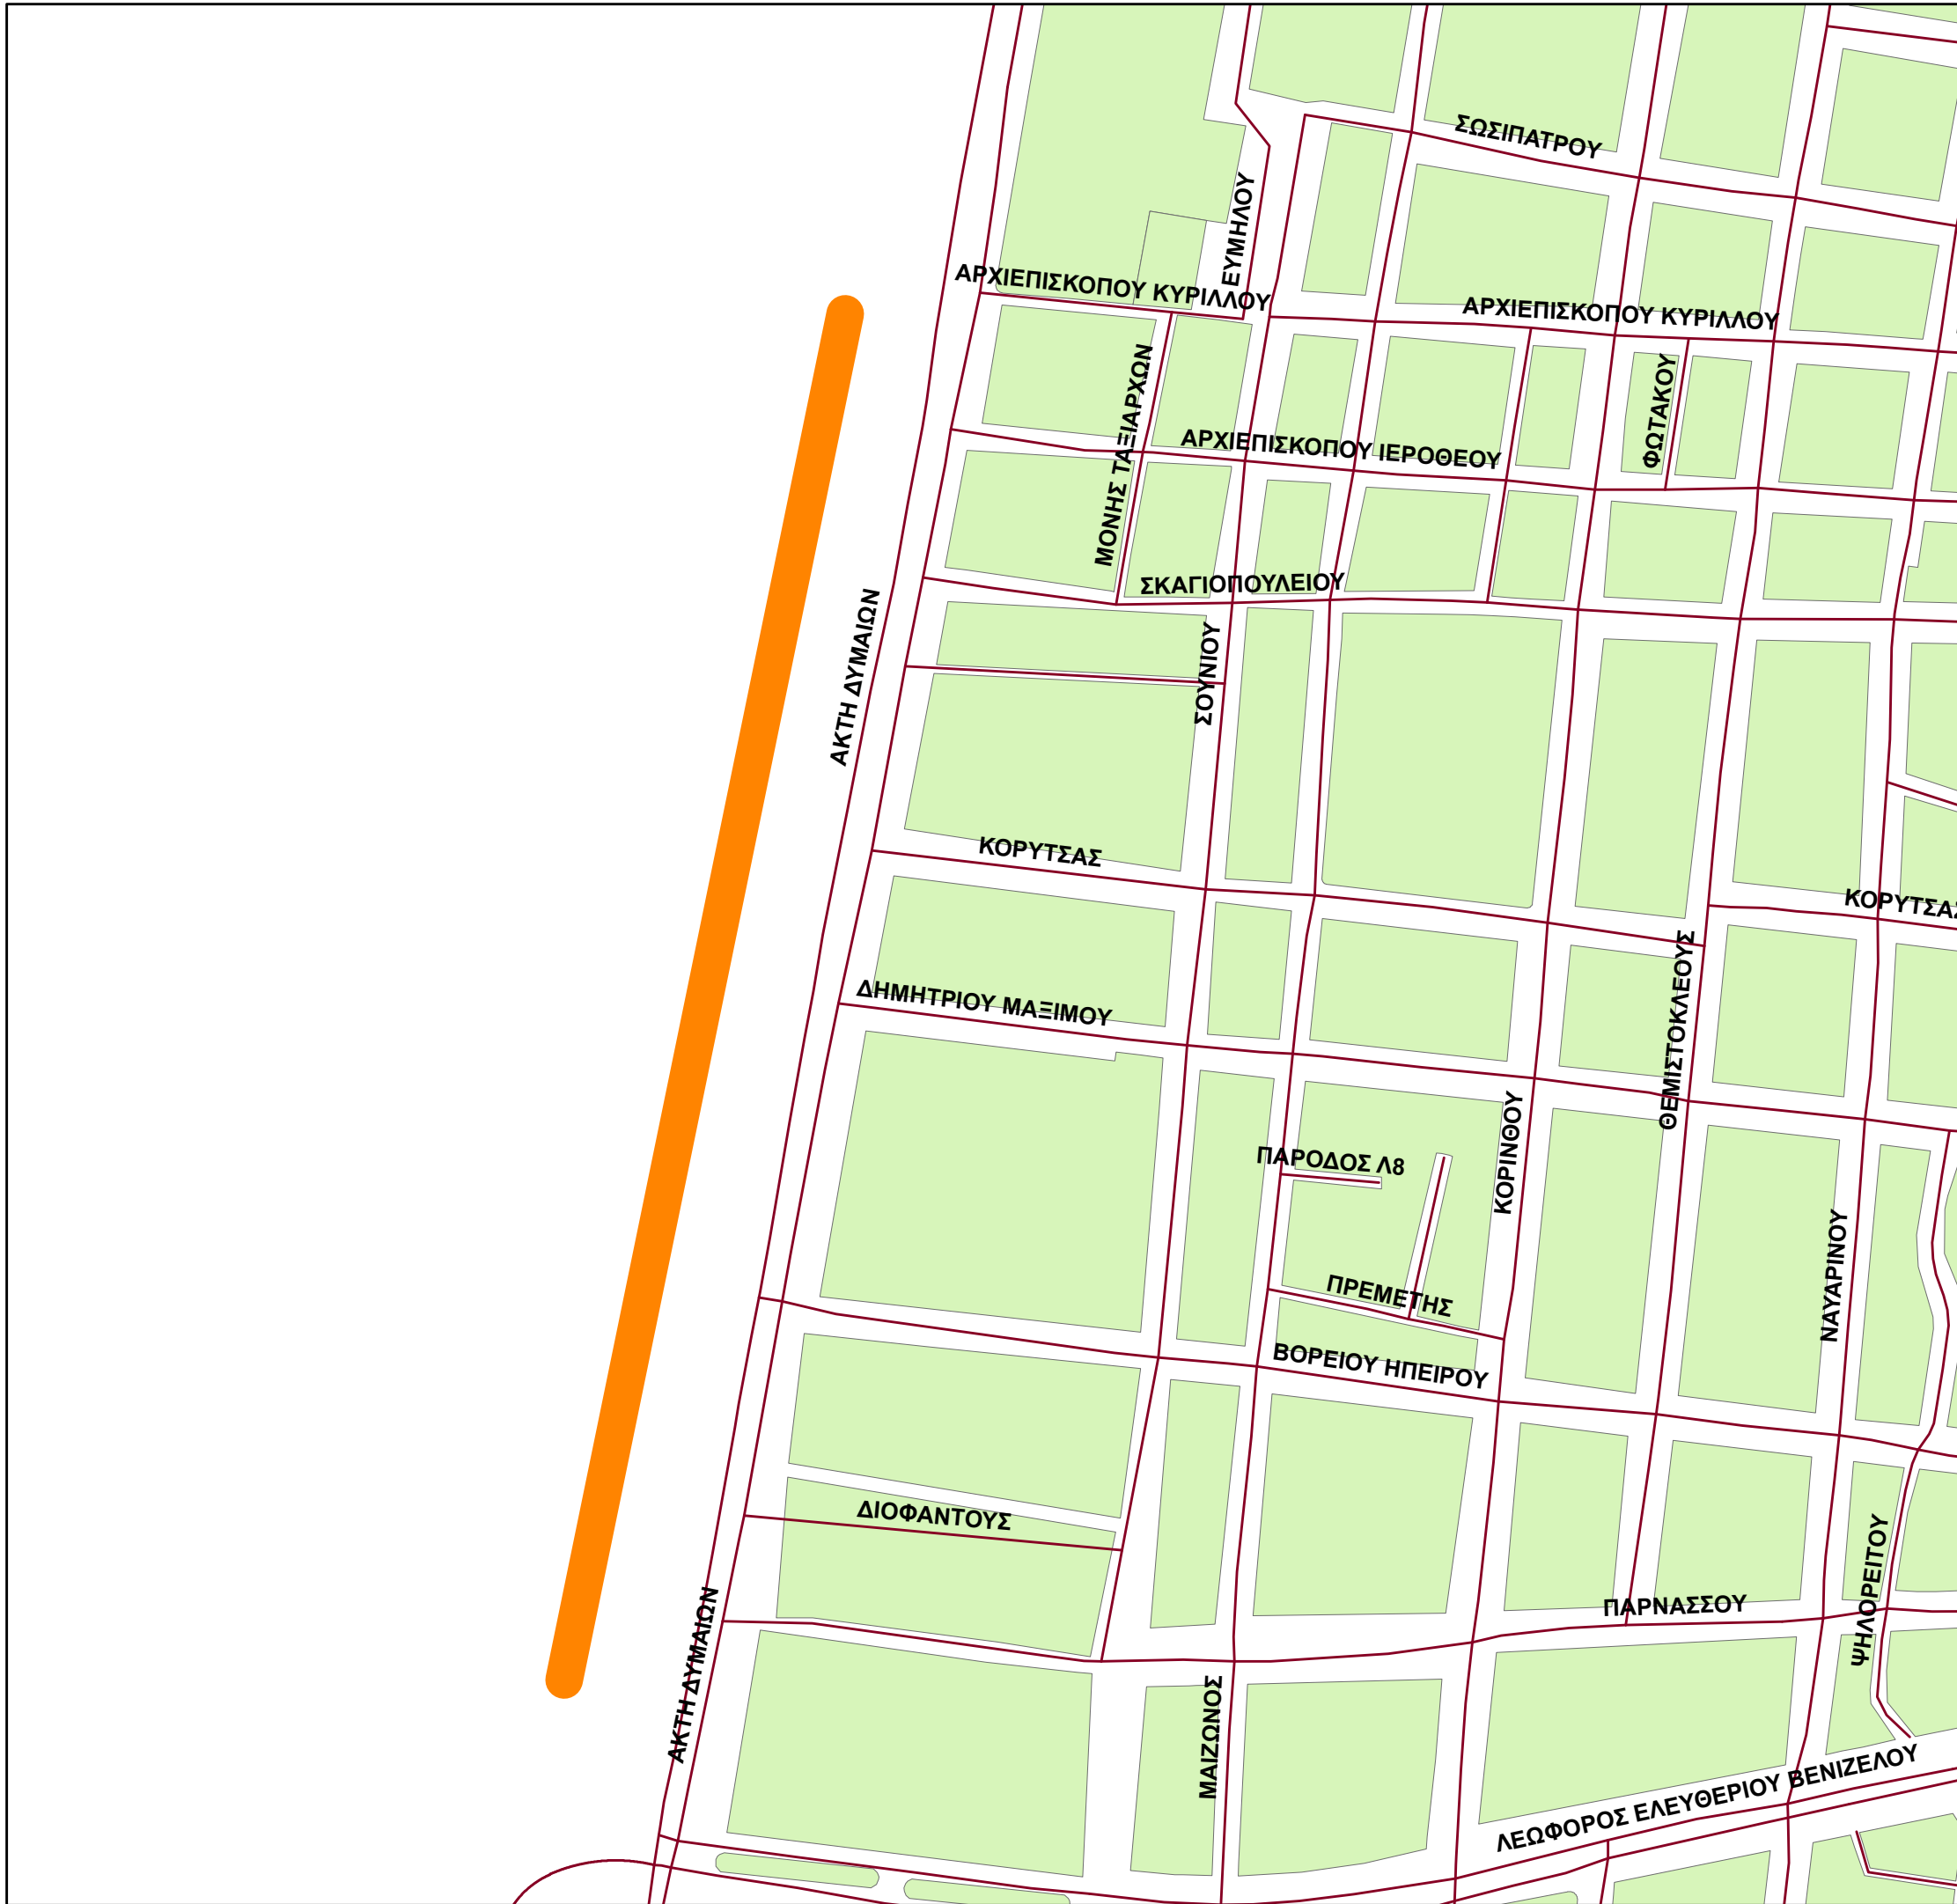 ΣΩΣΙΠΑΤΡΟΥ
ΕΥΜΗΛΟΥ
ΑΡΧΙΕΠΙΣΚΟΠΟΥ ΚΥΡΙΛΛΟΥ
ΑΡΧΙΕΠΙΣΚΟΠΟΥ ΚΥΡΙΛΛΟΥ
ΜΟΝΗΣ ΤΑΞΙΑΡΧΩΝ
ΦΩΤΑΚΟΥ
ΑΡΧΙΕΠΙΣΚΟΠΟΥ ΙΕΡΟΘΕΟΥ
ΣΚΑΓΙΟΠΟΥΛΕΙΟΥ
ΑΚΤΗ ΔΥΜΑΙΩΝ
ΣΟΥΝΙΟΥ
ΚΟΡΥΤΣΑΣ
ΚΟΡΥΤΣΑΣ
ΔΗΜΗΤΡΙΟΥ ΜΑΞΙΜΟΥ
ΘΕΜΙΣΤΟΚΛΕΟΥΣ
ΚΟΡΙΝΘΟΥ
ΠΑΡΟΔΟΣ Λ8
ΝΑΥΑΡΙΝΟΥ
ΠΡΕΜΕΤΗΣ
ΒΟΡΕΙΟΥ ΗΠΕΙΡΟΥ
ΔΙΟΦΑΝΤΟΥΣ
ΨΗΛΟΡΕΙΤΟΥ
ΠΑΡΝΑΣΣΟΥ
ΑΚΤΗ ΔΥΜΑΙΩΝ
ΜΑΙΖΩΝΟΣ
ΛΕΩΦΟΡΟΣ ΕΛΕΥΘΕΡΙΟΥ ΒΕΝΙΖΕΛΟΥ